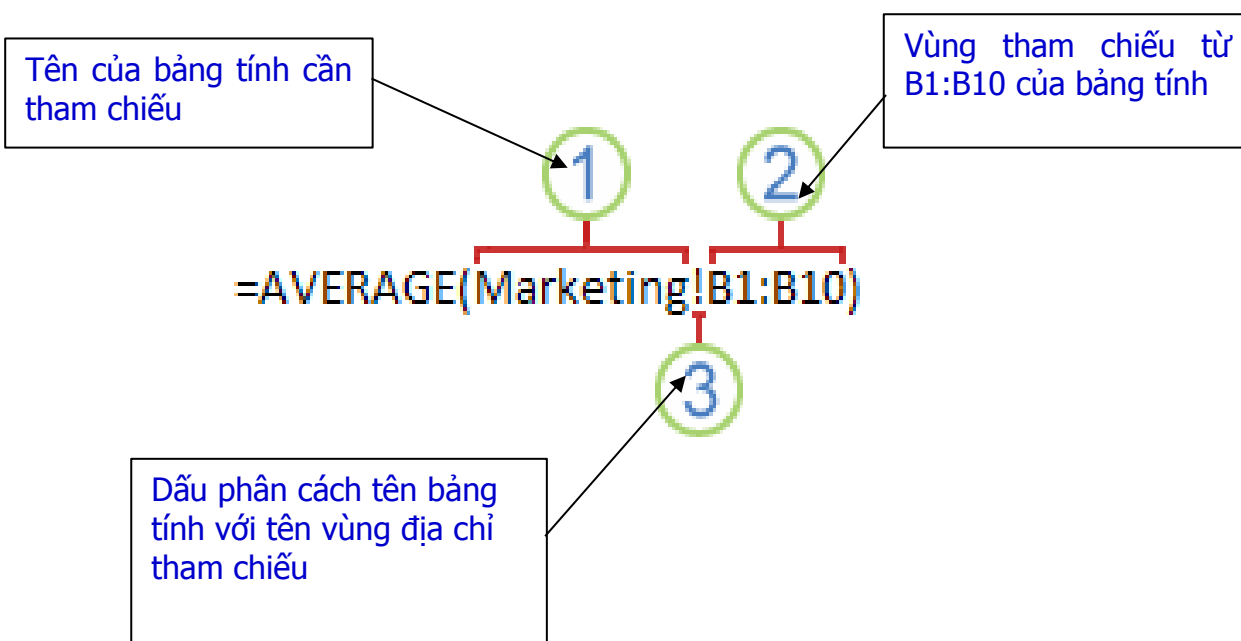 Tên của bảng tính cần
tham chiếu
Vùng tham chiếu từ
B1:B10 của bảng tính
1
2
=AVERAGE(Marketing!B1:B10)
3
Dấu phân cách tên bảng
tính với tên vùng địa chỉ
tham chiếu